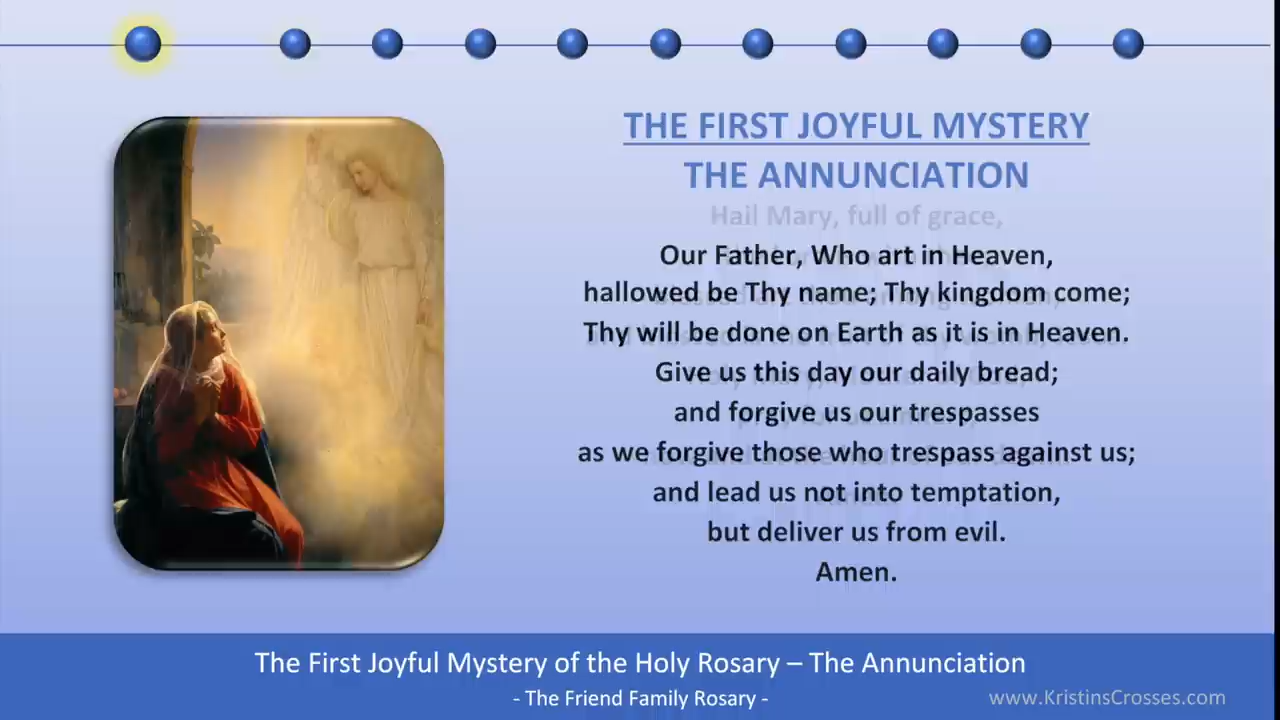 THE FIRST JOYFUL MYSTERY
THE ANNUNCIATION
Hail Mary, full of grace,
Our Father, Who art in Heaven,
hallowed be Thy name; Thy kingdom come;
Thy will be done on Earth as it is in Heaven.
Give us this day our daily bread;
and forgive us our trespasses
as we forgive those who trespass against us;
and lead us not into temptation,
but deliver us from evil.
Amen.
The First Joyful Mystery of the Holy Rosary – The Annunciation
- The Friend Family Rosary -
www.KristinsCrosses.com